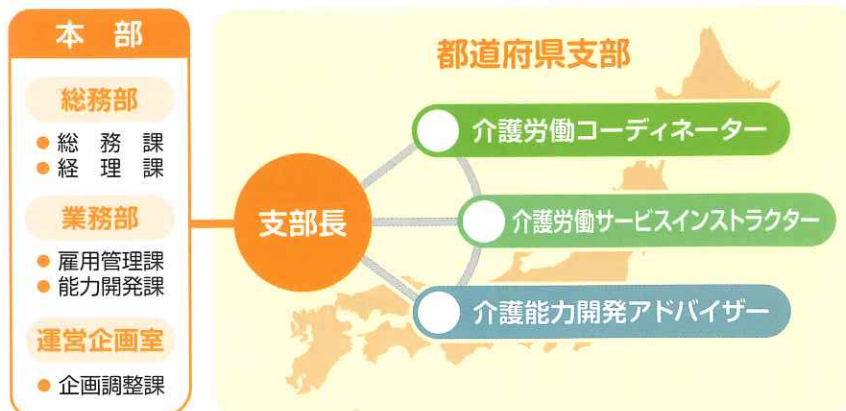 本 部
総務部
● 総 務 課
● 経 理 課
業務部
● 雇用管理課
● 能力開発課
運営企画室
● 企画調整課
都道府県支部
支部長
介護労働コーディネーター
介護労働サービスインストラクター
介護能力開発アドバイザー